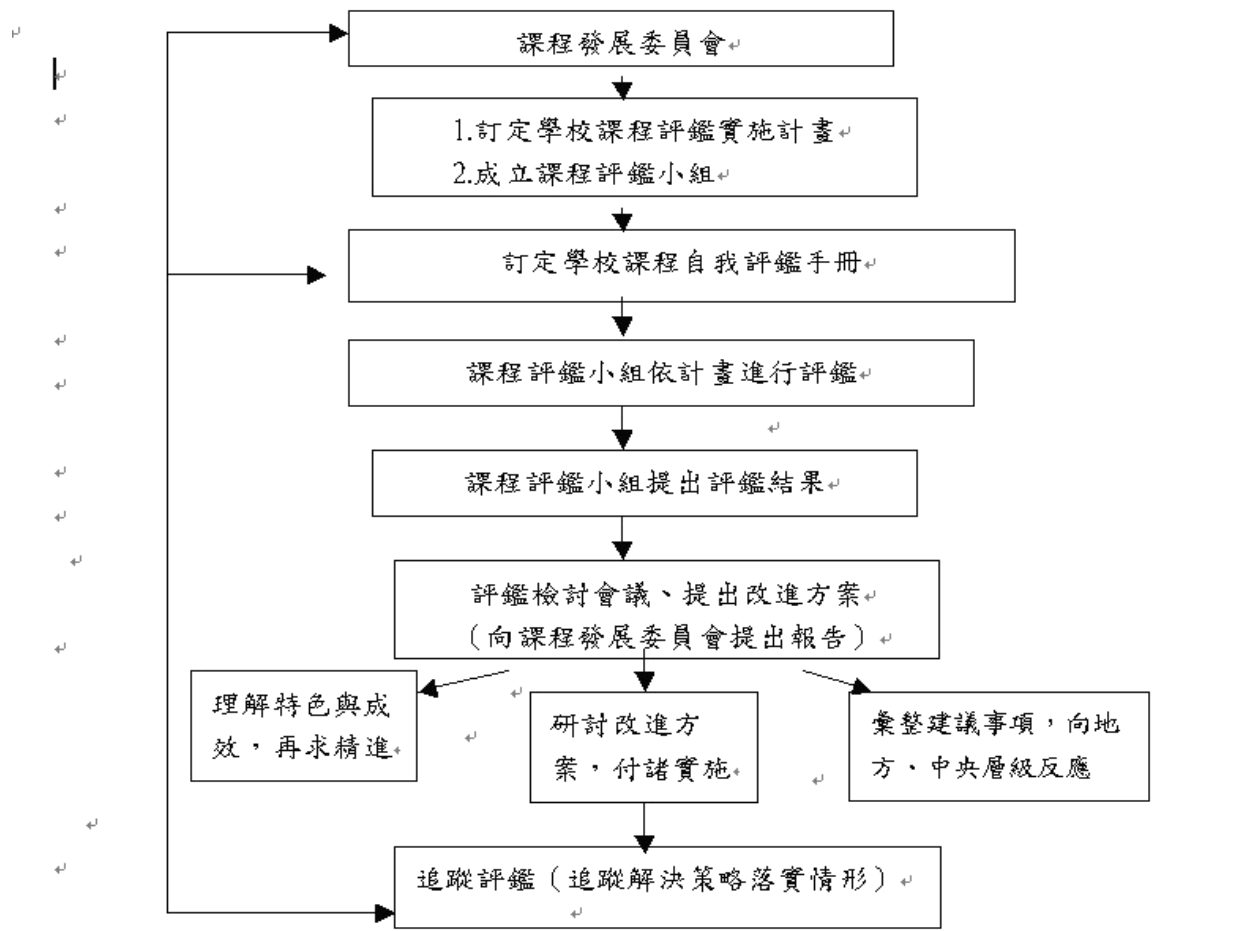 課程發展委員會
1.訂定學校課程評鑑實施計畫
2.成立課程評鑑小組
訂定學校課程自我評鑑手冊
課程評鑑小組依計畫進行評鑑
課程評鑑小組提出評鑑結果
評鑑檢討會議、提出改進方案
（向課程發展委員會提出報告）
理解特色與成
效，再求精進
研討改進方
案，付諸實施
彙整建議事項，向地
方、中央層級反應
追蹤評鑑（追蹤解決策略落實情形）